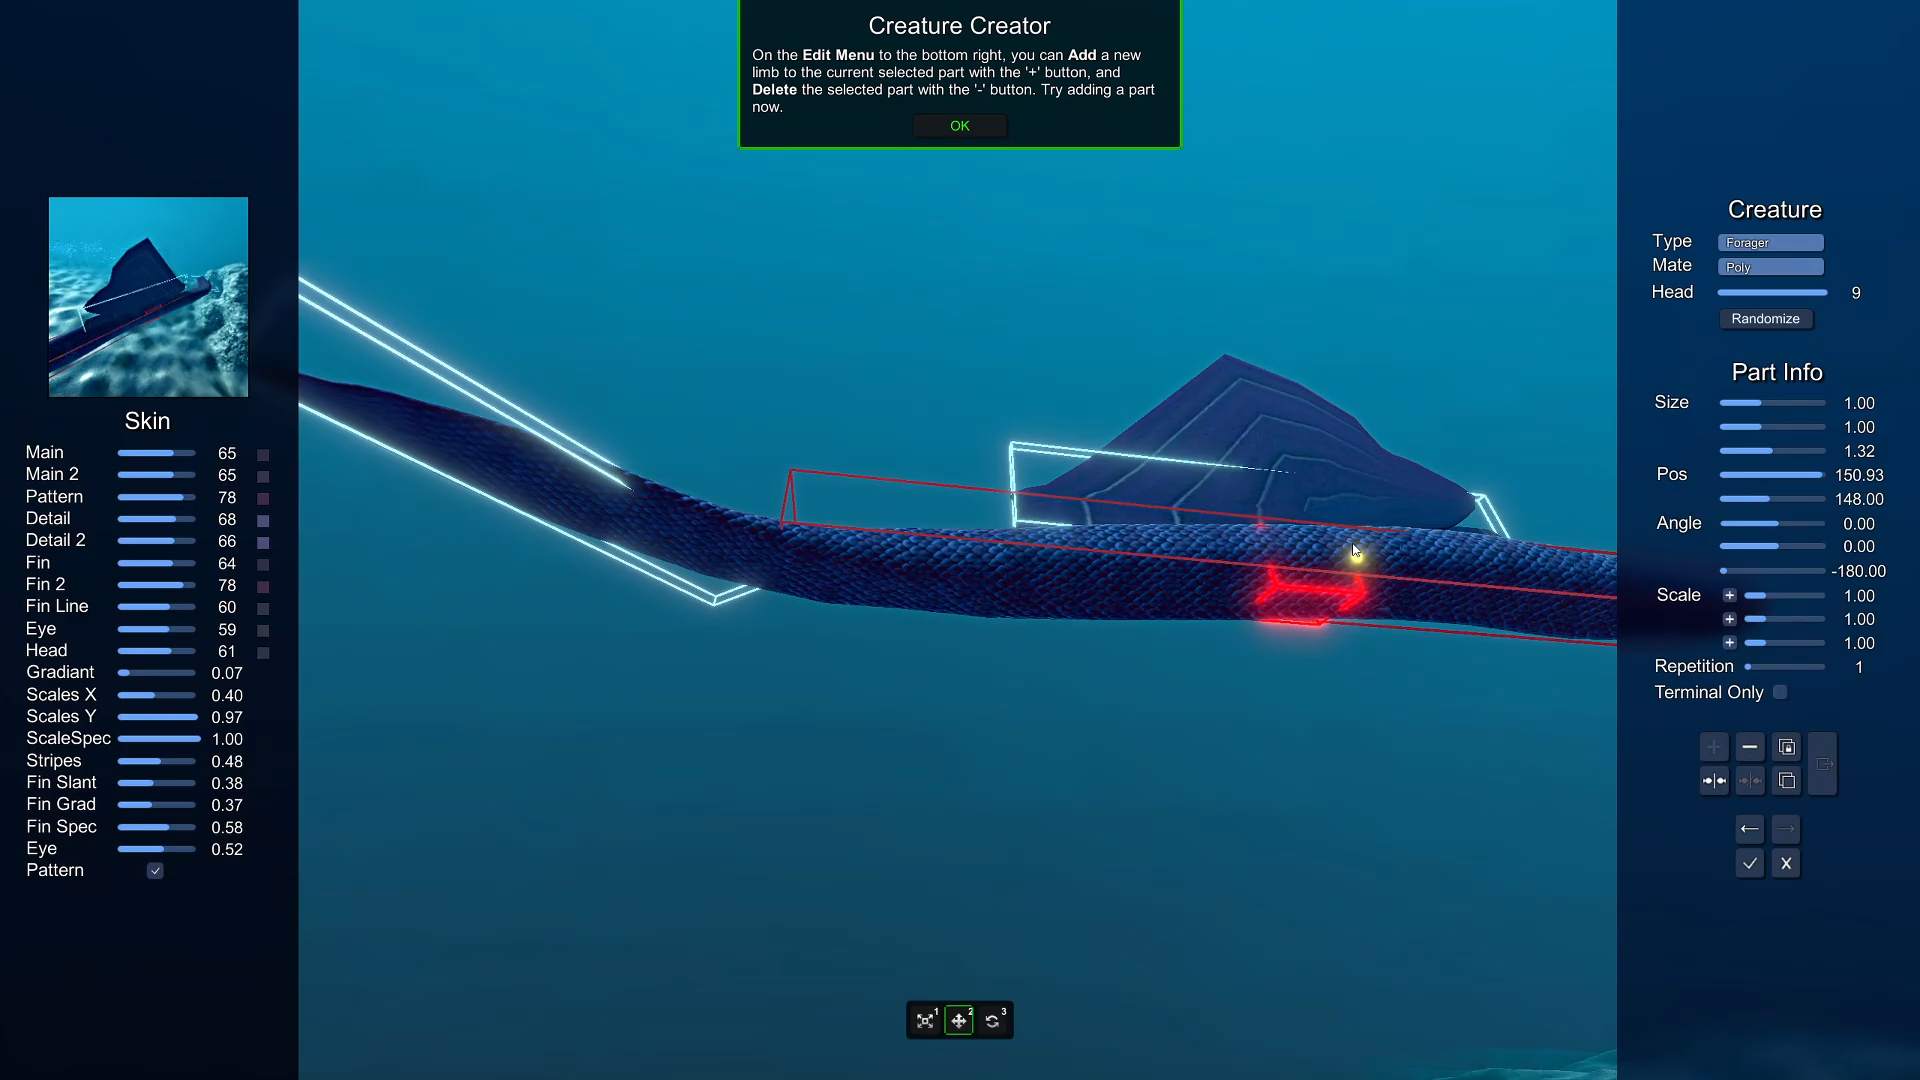 Creature Creator
On the Edit Menu to the bottom right, you can Add a new
limb to the current selected part with the '+' button, and
Delete the selected part with the '-' button. Try adding a part
now.
OK
Skin
Main 65
Main 2 65
Pattern 78
Detail 68
Detail 2 66
Fin 64
Fin 2 78
Fin Line 60
Eye 59
Head 61
Gradiant 0.07
Scales X 0.40
Scales Y 0.97
ScaleSpec 1.00
Stripes 0.48
Fin Slant 0.38
Fin Grad 0.37
Fin Spec 0.58
Eye 0.52
Pattern
Creature
Type Forager
Mate Poly
Head 9
Randomize
Part Info
Size 1.00
1.00
1.32
Pos 150.93
148.00
Angle 0.00
0.00
-180.00
Scale + 1.00
+ 1.00
+ 1.00
Repetition 1
Terminal Only
1 2 3